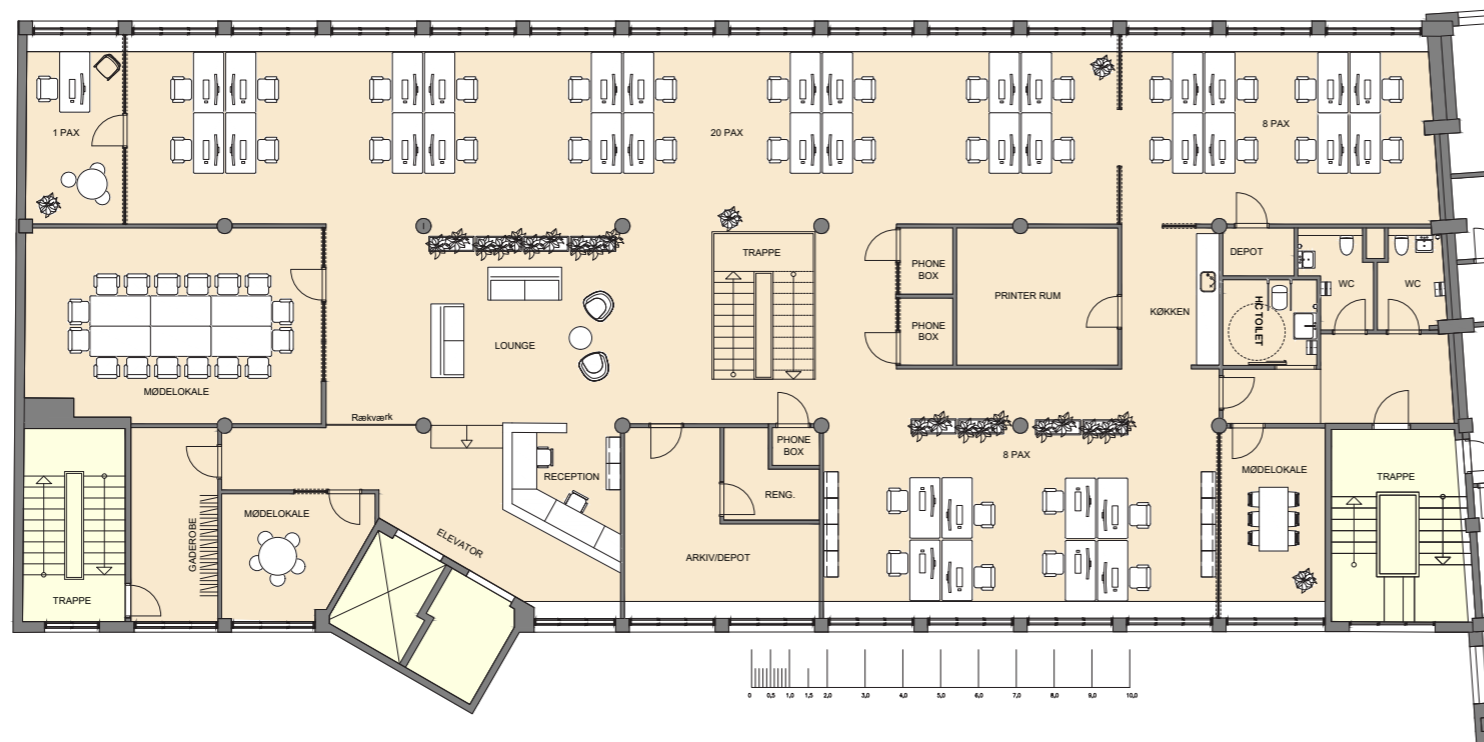 1 PAX
20 PAX
8 PAX
TRAPPE
DEPOT
PHONE
BOX
PRINTER RUM
KØKKEN
WC
WC
HC TOILET
PHONE
BOX
LOUNGE
MØDELOKALE
Rækværk
PHONE
BOX
8 PAX
RECEPTION
RENG.
MØDELOKALE
TRAPPE
GADEROBE
MØDELOKALE
ELEVATOR
ARKIV/DEPOT
TRAPPE
0 0,5 1,0 1,5 2,0 3,0 4,0 5,0 6,0 7,0 8,0 9,0 10,0